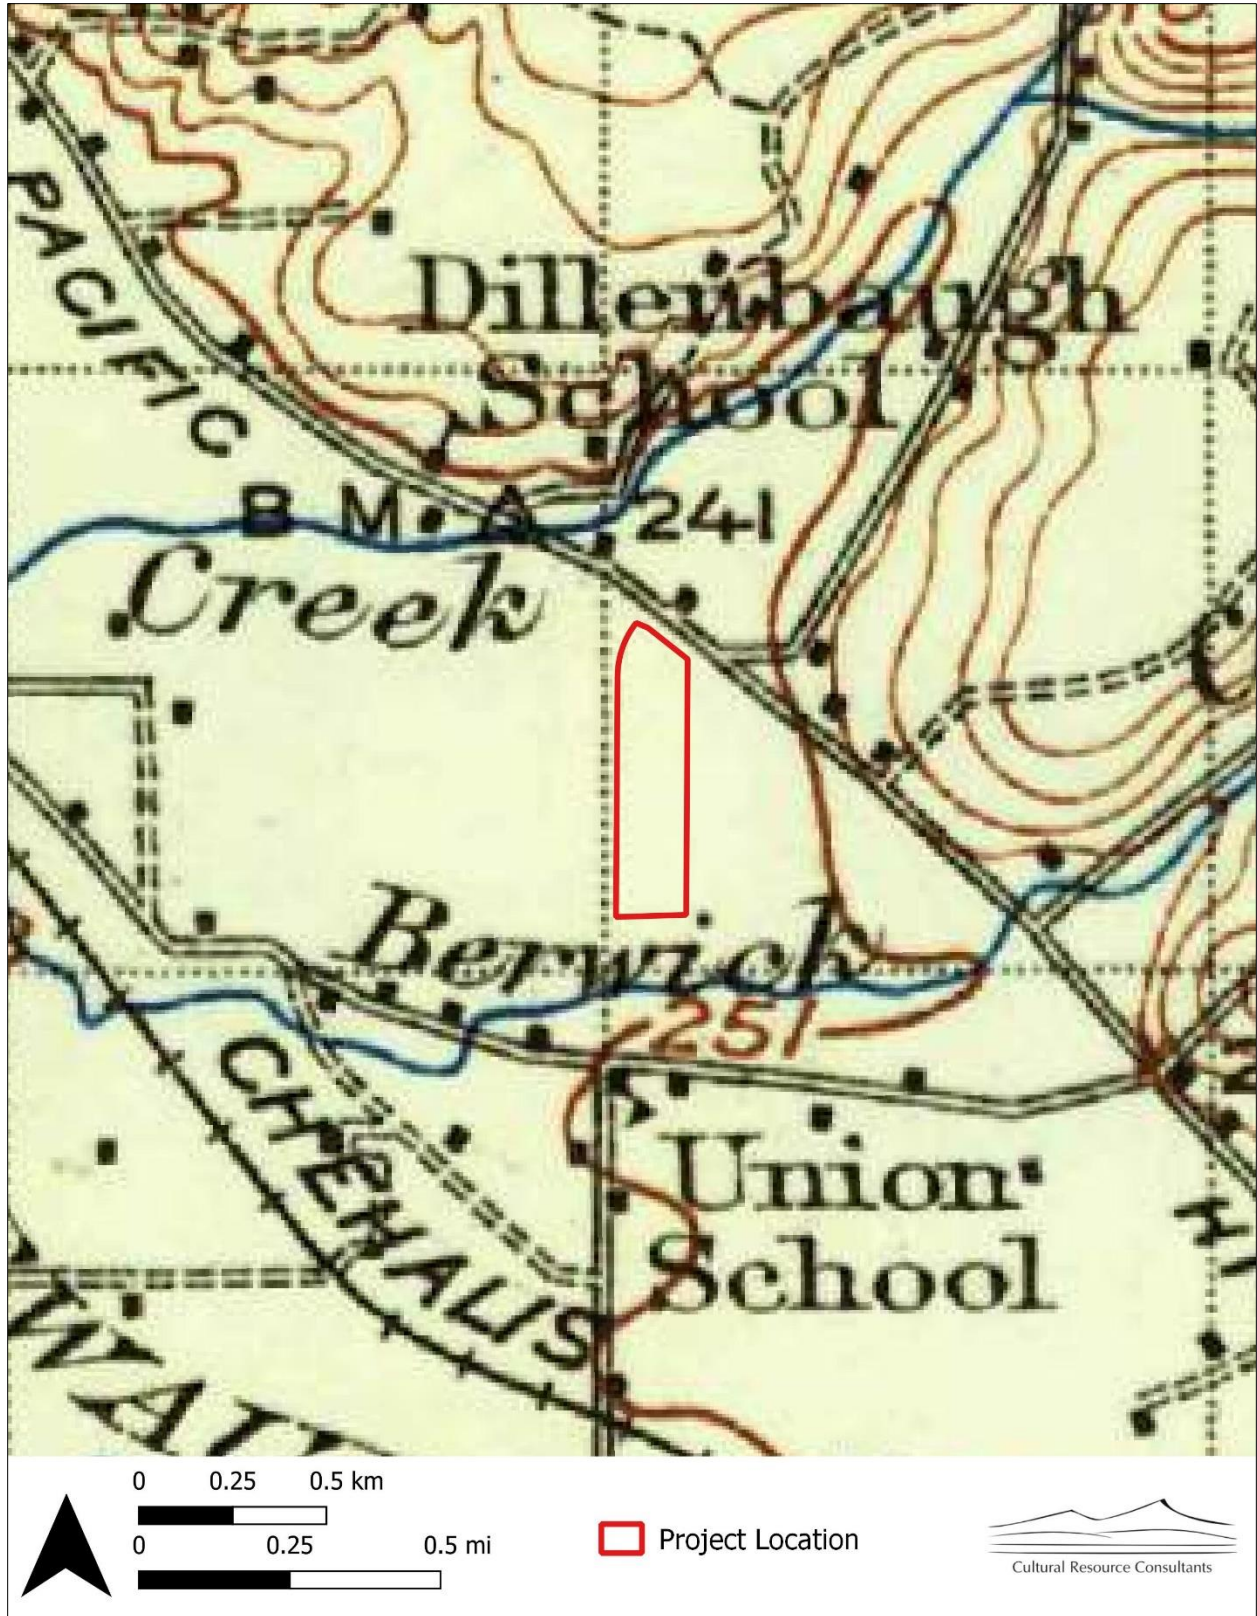 PACIFIC
Dillenbaugh
School
B M △ 241
Creek
Berwick
251
CHEHALIS
Union
School
HI
0 0.25 0.5 km
0 0.25 0.5 mi
Project Location
Cultural Resource Consultants